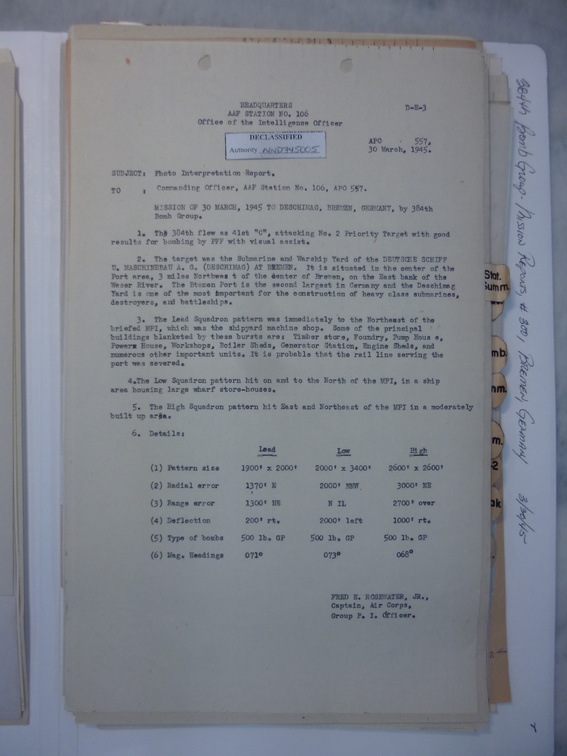 HEADQUARTERS
AAF STATION NO. 106
Office of the Intelligence Officer
D-E-3
DECLASSIFIED
Authority NND745005
APO 557,
30 March, 1945.
SUBJECT: Photo Interpretation Report.
TO : Commanding Officer, AAF Station No. 106, APO 557.
MISSION OF 30 MARCH, 1945 TO DESCHIMAG, BREMEN, GERMANY, by 384th
Bomb Group.
1. The 384th flew as 41st "C", attacking No. 2 Priority Target with good
results for bombing by PFF with visual assist.
2. The target was the Submarine and Warship Yard of the DEUTSCHE SCHIFF
U. MASCHINEBAU A. G. (DESCHIMAG) AT BREMEN. It is situated in the center of the
Port area, 3 miles Northwest of the center of Bremen, on the East bank of the
Weser River. The Bremen Port is the second largest in Germany and the Deschimag
Yard is one of the most important for the construction of heavy class submarines,
destroyers, and battleships.
3. The Lead Squadron pattern was immediately to the Northeast of the
briefed MPI, which was the shipyard machine shop. Some of the principal
buildings blanketed by these bursts are: Timber store, Foundry, Pump House,
Powerx House, Workshops, Boiler Sheds, Generator Station, Engine Sheds, and
numerous other important units. It is probable that the rail line serving the
port was severed.
4.The Low Squadron pattern hit on and to the North of the MPI, in a ship
area housing large wharf store-houses.
5. The High Squadron pattern hit East and Northeast of the MPI in a moderately
built up area.
6. Details:
Lead Low High
(1) Pattern size 1900' x 2000' 2000' x 3400' 2600' x 2600'
(2) Radial error 1370' E 2000' NNW 3000' NE
(3) Range error 1300' NE N IL 2700' over
(4) Deflection 200' rt. 2000' left 1000' rt.
(5) Type of bombs 500 lb. GP 500 lb. GP 500 lb. GP
(6) Mag. Headings 071° 073° 068°
FRED E. ROSEWATER, JR.,
Captain, Air Corps,
Group P. I. Officer.
384th Bomb Group - Mission Reports, # 300, Bremen, Germany 3/30/45
Stat.
Summ.
mb.
m.